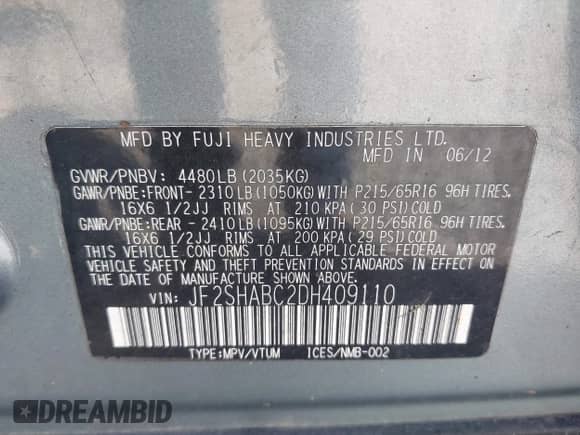 MFD BY FUJI HEAVY INDUSTRIES LTD.
MFD IN 06/12
GVWR/PNBV: 4480LB(2035KG)
GAWR/PNBE:FRONT- 2310LB(1050KG)WITH P215/65R16 96H TIRES.
16X6 1/2JJ RIMS AT 210 KPA(30 PSI)COLD
GAWR/PNBE:REAR - 2410LB(1095KG)WITH P215/65R16 96H TIRES.
16X6 1/2JJ RIMS AT 200 KPA(29 PSI)COLD
THIS VEHICLE CONFORMS TO ALL APPLICABLE FEDERAL MOTOR
VEHICLE SAFETY AND THEFT PREVENTION STANDARDS IN EFFECT
ON THE DATE OF MANUFACTURE SHOWN ABOVE.
VIN: JF2SHABC2DH409110
TYPE:MPV/VTUM ICES/NMB-002
DREAMBID